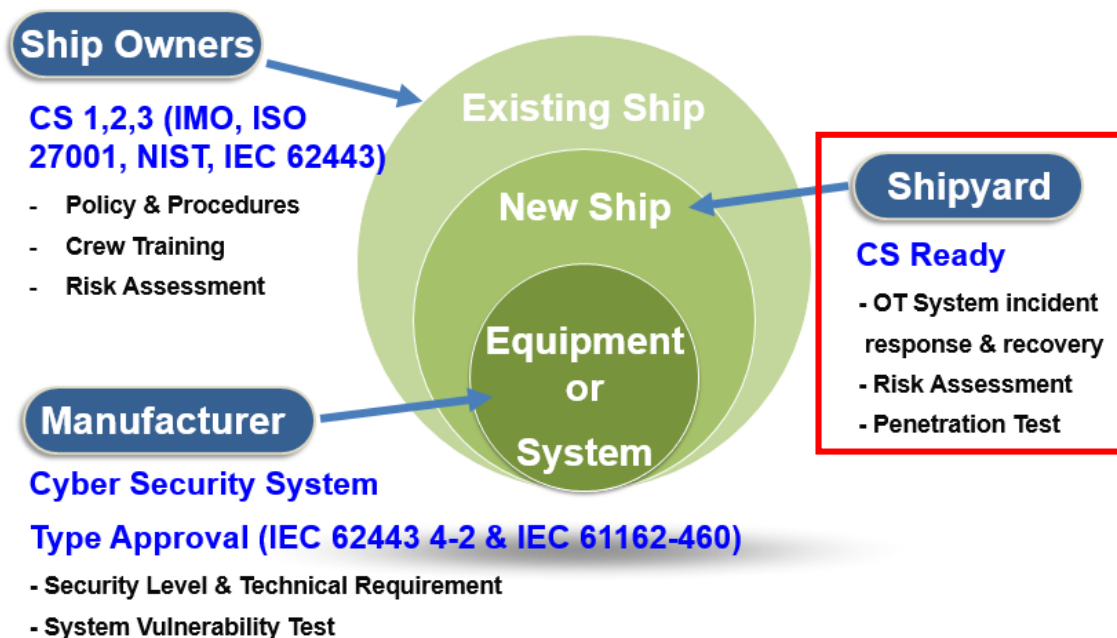 Ship Owners
CS 1,2,3 (IMO, ISO
27001, NIST, IEC 62443)
- Policy & Procedures
- Crew Training
- Risk Assessment
Existing Ship
New Ship
Equipment
or
System
Shipyard
CS Ready
- OT System incident
response & recovery
- Risk Assessment
- Penetration Test
Manufacturer
Cyber Security System
Type Approval (IEC 62443 4-2 & IEC 61162-460)
- Security Level & Technical Requirement
- System Vulnerability Test